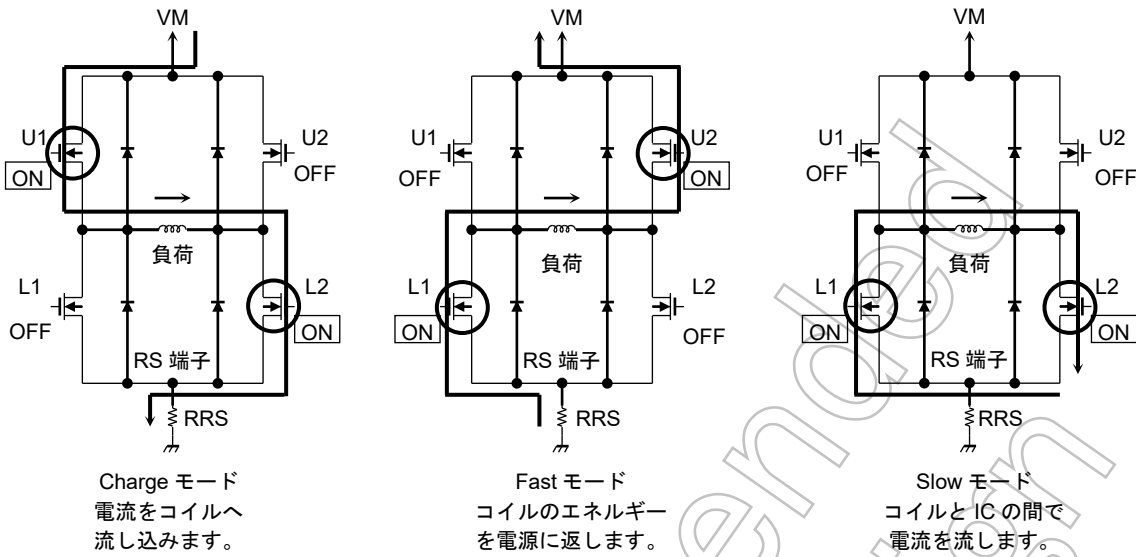 VM
U1
ON
U2
OFF
負荷
L1
OFF
L2
ON
RS 端子
RRS
Charge モード
電流をコイルへ
流し込みます。
VM
U1
OFF
U2
ON
負荷
L1
ON
L2
OFF
RS 端子
RRS
Fast モード
コイルのエネルギー
を電源に返します。
VM
U1
OFF
U2
OFF
負荷
L1
ON
L2
ON
RS 端子
RRS
Slow モード
コイルと IC の間で
電流を流します。
ended